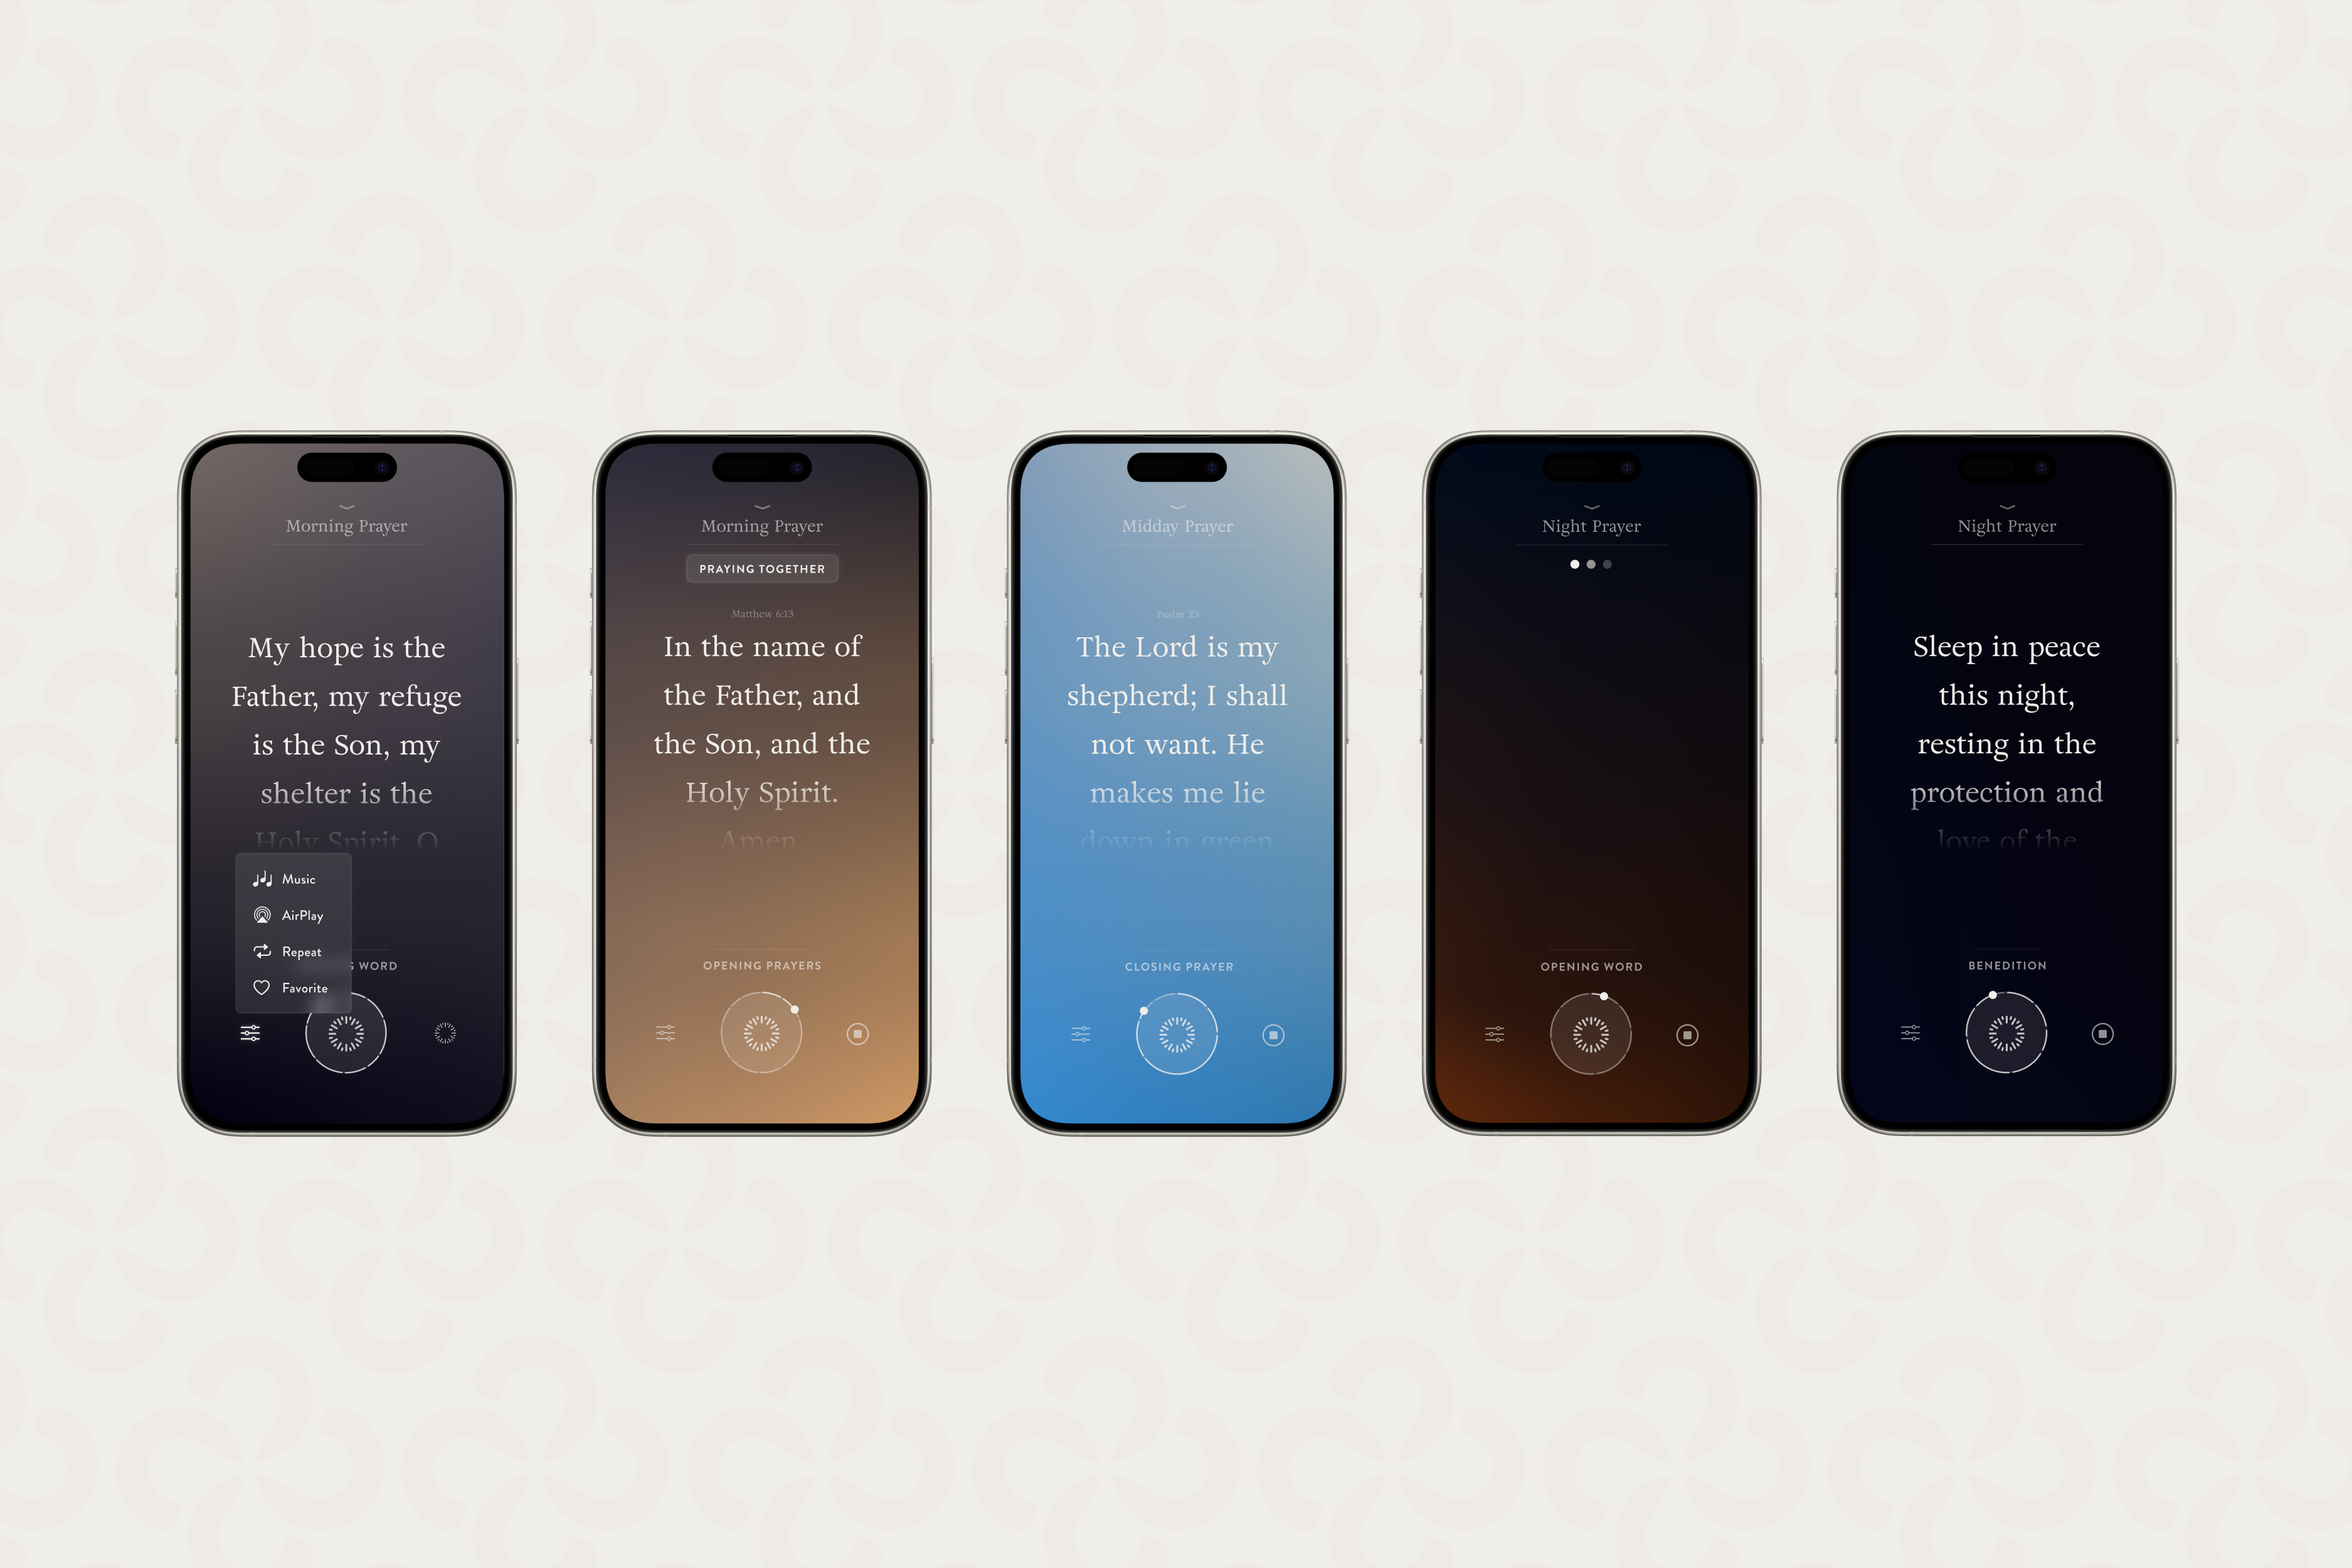 Morning Prayer
My hope is the
Father, my refuge
is the Son, my
shelter is the
Holy Spirit. O
Music
AirPlay
Repeat
Favorite
WORD
Morning Prayer
PRAYING TOGETHER
Matthew 6:13
In the name of
the Father, and
the Son, and the
Holy Spirit.
Amen
OPENING PRAYERS
Midday Prayer
Psalm 23
The Lord is my
shepherd; I shall
not want. He
makes me lie
down in green
CLOSING PRAYER
Night Prayer
OPENING WORD
Night Prayer
Sleep in peace
this night,
resting in the
protection and
love of the
BENEDITION